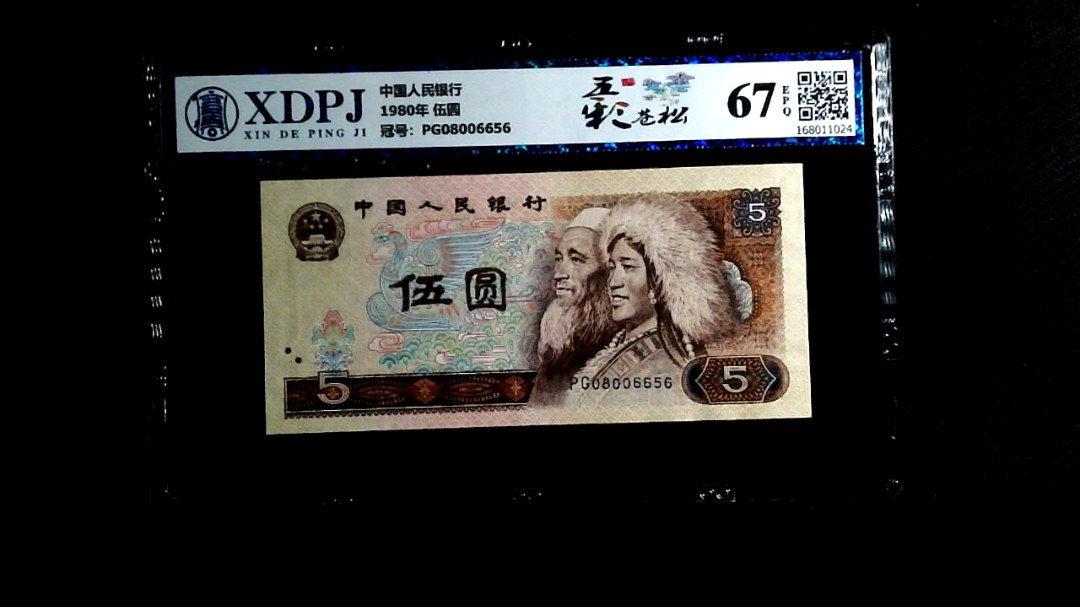 XDPJ
XIN DE PING JI
中国人民银行
1980年 伍圆
冠号：PG08006656
五彩苍松
67
EPQ
168011024
中国人民银行
5
伍圆
PG08006656
5
5